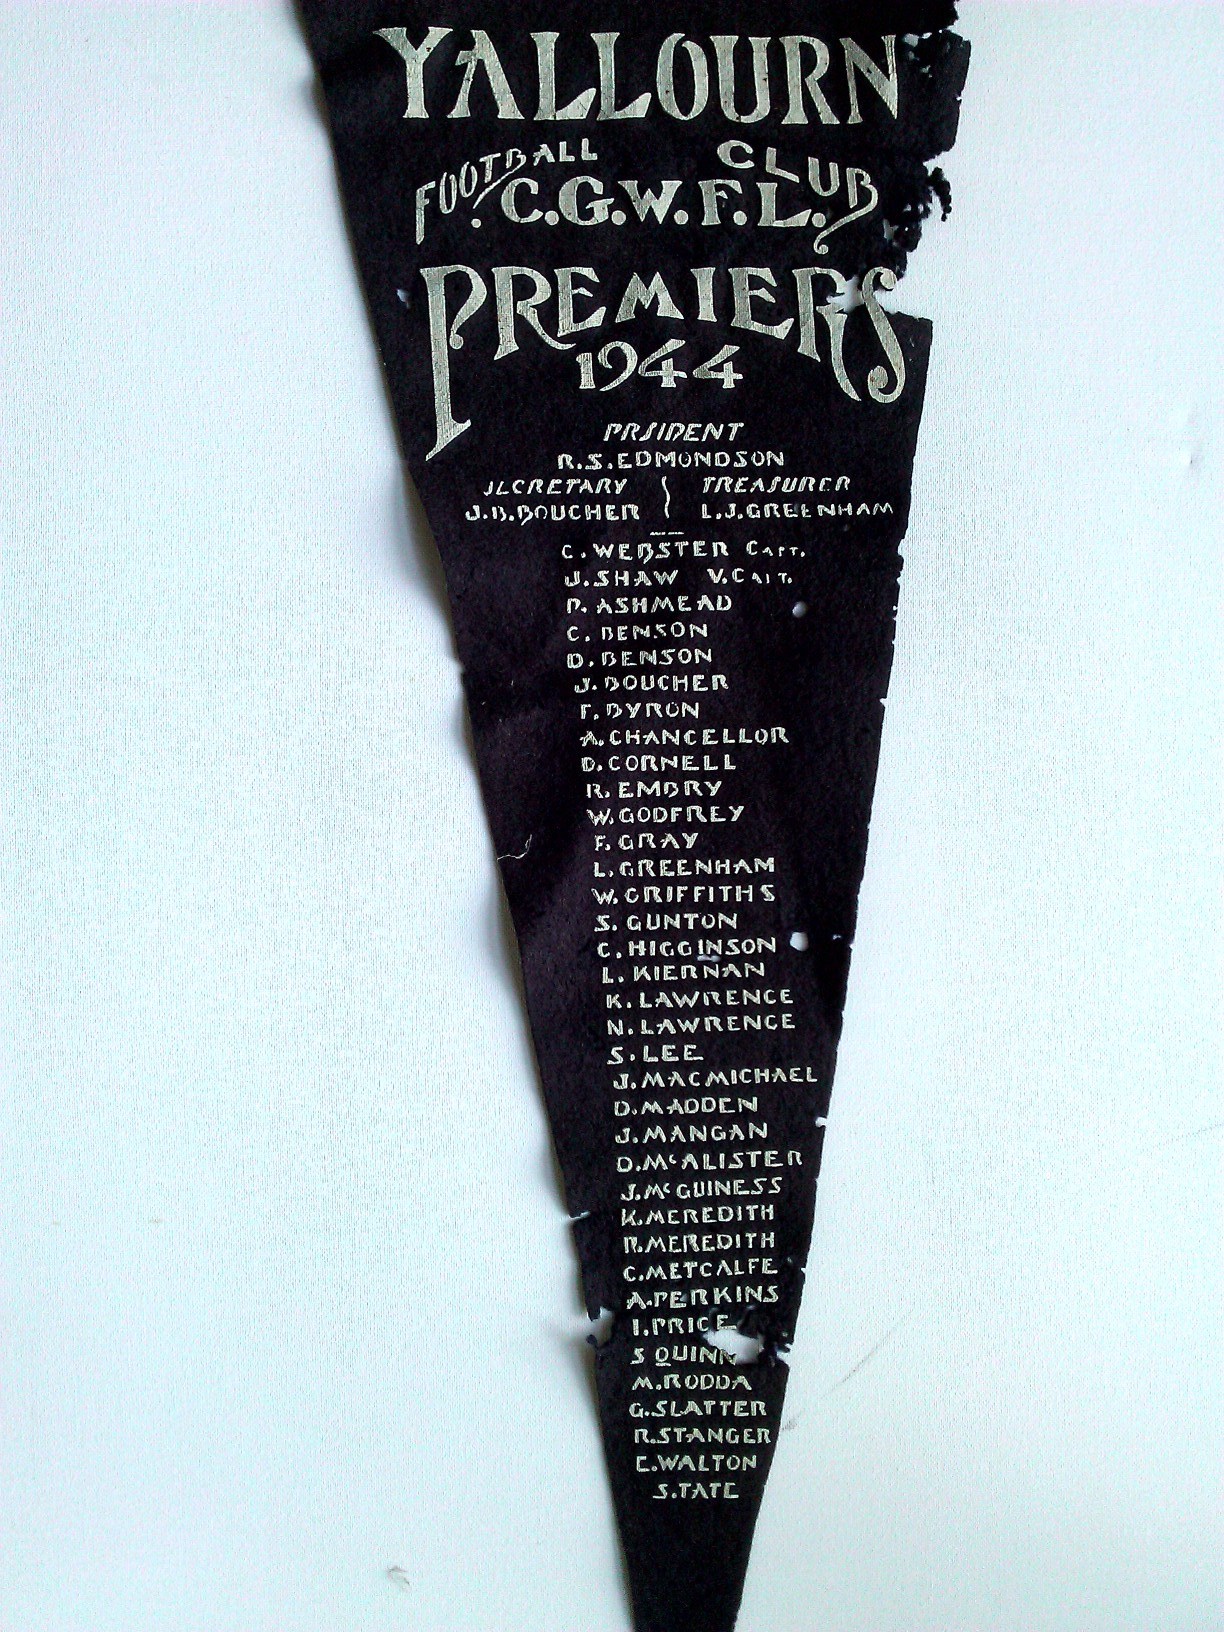 YALLOURN
FOOTBALL CLUB
C.G.W.F.L.
PREMIERS
1944
PRSIDENT
R.S.EDMONDSON
SECRETARY TREASURER
J.B.BOUCHER L.J.GREENHAM
C. WEBSTER CAPT.
J. SHAW V. CAPT.
P. ASHMEAD
C. BENSON
D. BENSON
J. BOUCHER
F. BYRON
A. CHANCELLOR
D. CORNELL
R. EMBRY
W. GODFREY
F. GRAY
L. GREENHAM
W. GRIFFITHS
S. GUNTON
C. HIGGINSON
L. KIERNAN
K. LAWRENCE
N. LAWRENCE
S. LEE
J. MACMICHAEL
D. MADDEN
J. MANGAN
D. McALISTER
J. McGUINESS
K. MEREDITH
R. MEREDITH
C. METCALFE
A. PERKINS
I. PRICE
S QUINN
M. RODDA
G. SLATTER
R. STANGER
E. WALTON
S. TATE